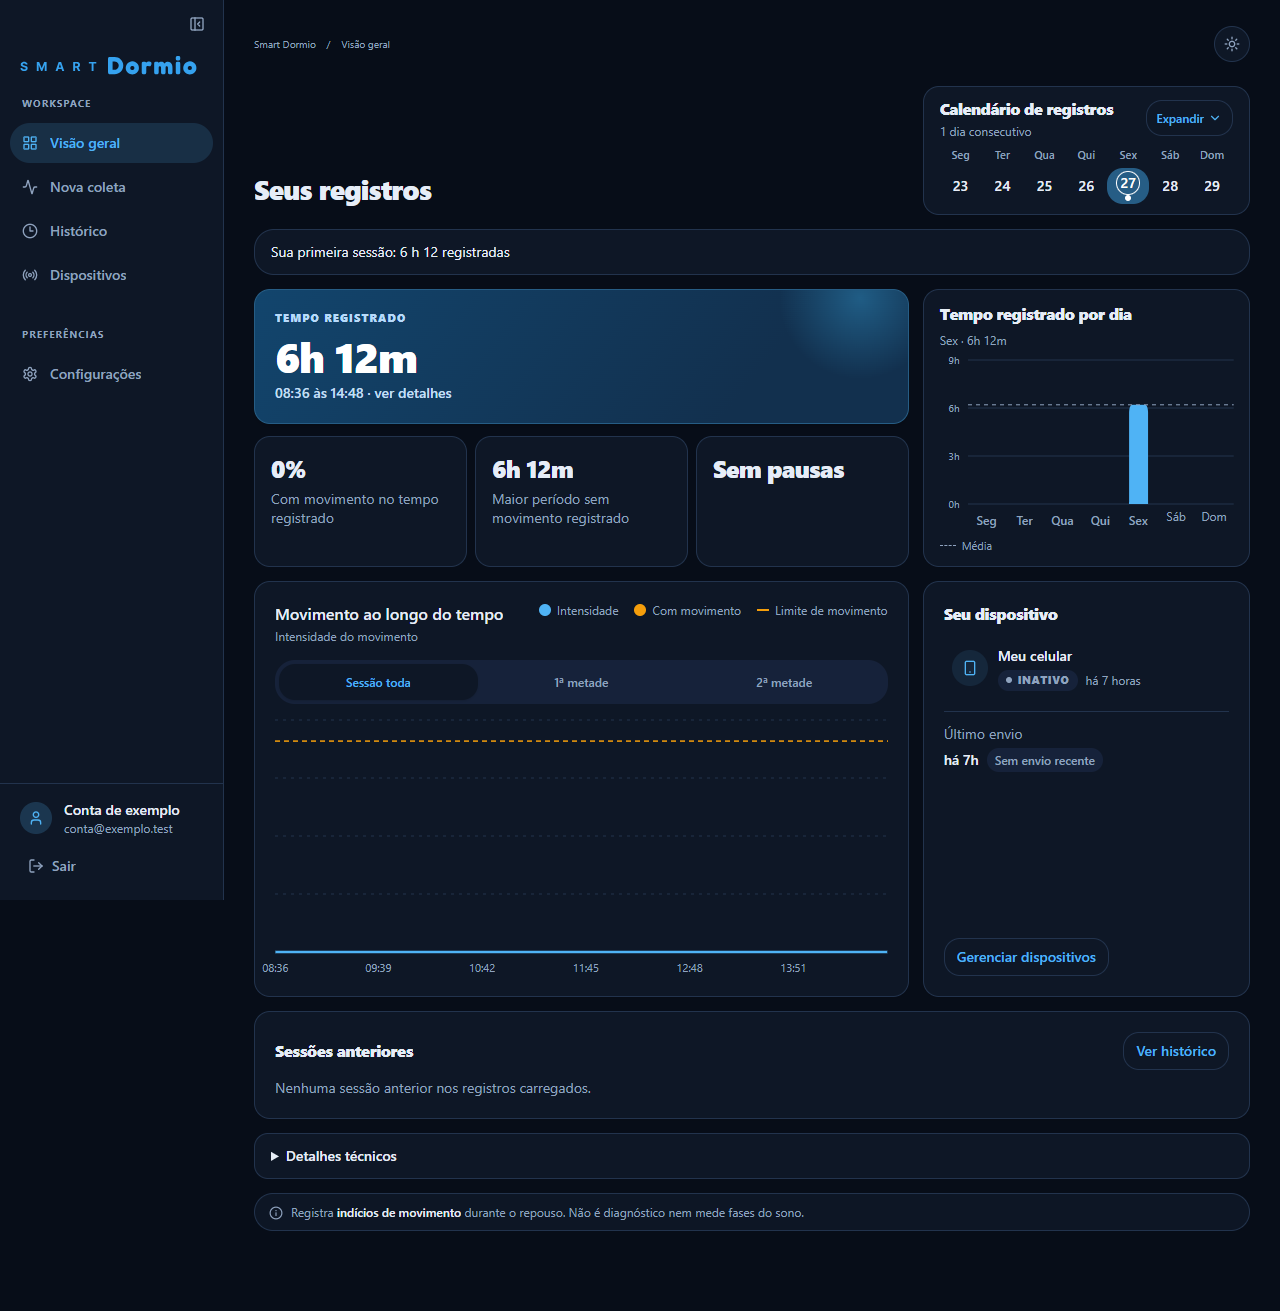 SMART Dormio
WORKSPACE
Visão geral
Nova coleta
Histórico
Dispositivos
PREFERÊNCIAS
Configurações
Conta de exemplo
conta@exemplo.test
Sair
Smart Dormio / Visão geral
Seus registros
Calendário de registros
1 dia consecutivo
Expandir
Seg Ter Qua Qui Sex Sáb Dom
23 24 25 26 27 28 29
Sua primeira sessão: 6 h 12 registradas
TEMPO REGISTRADO
6h 12m
08:36 às 14:48 · ver detalhes
0%
Com movimento no tempo
registrado
6h 12m
Maior período sem
movimento registrado
Sem pausas
Tempo registrado por dia
Sex · 6h 12m
9h
6h
3h
0h
Seg Ter Qua Qui Sex Sáb Dom
Média
Movimento ao longo do tempo
Intensidade do movimento
Intensidade Com movimento Limite de movimento
Sessão toda 1ª metade 2ª metade
08:36 09:39 10:42 11:45 12:48 13:51
Seu dispositivo
Meu celular
INATIVO há 7 horas
Último envio
há 7h Sem envio recente
Gerenciar dispositivos
Sessões anteriores
Ver histórico
Nenhuma sessão anterior nos registros carregados.
Detalhes técnicos
Registra indícios de movimento durante o repouso. Não é diagnóstico nem mede fases do sono.